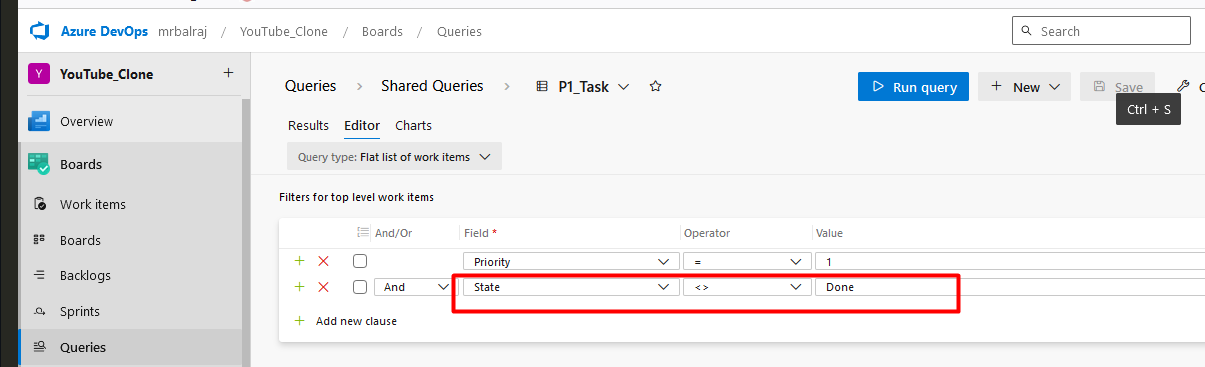 Azure DevOps mrbalraj / YouTube_Clone / Boards / Queries
Search
Y YouTube_Clone +
Overview
Boards
Work items
Boards
Backlogs
Sprints
Queries
Queries > Shared Queries > P1_Task
Run query
+ New
Save
Ctrl + S
Results Editor Charts
Query type: Flat list of work items
Filters for top level work items
And/Or Field * Operator Value
Priority = 1
And State <> Done
+ Add new clause